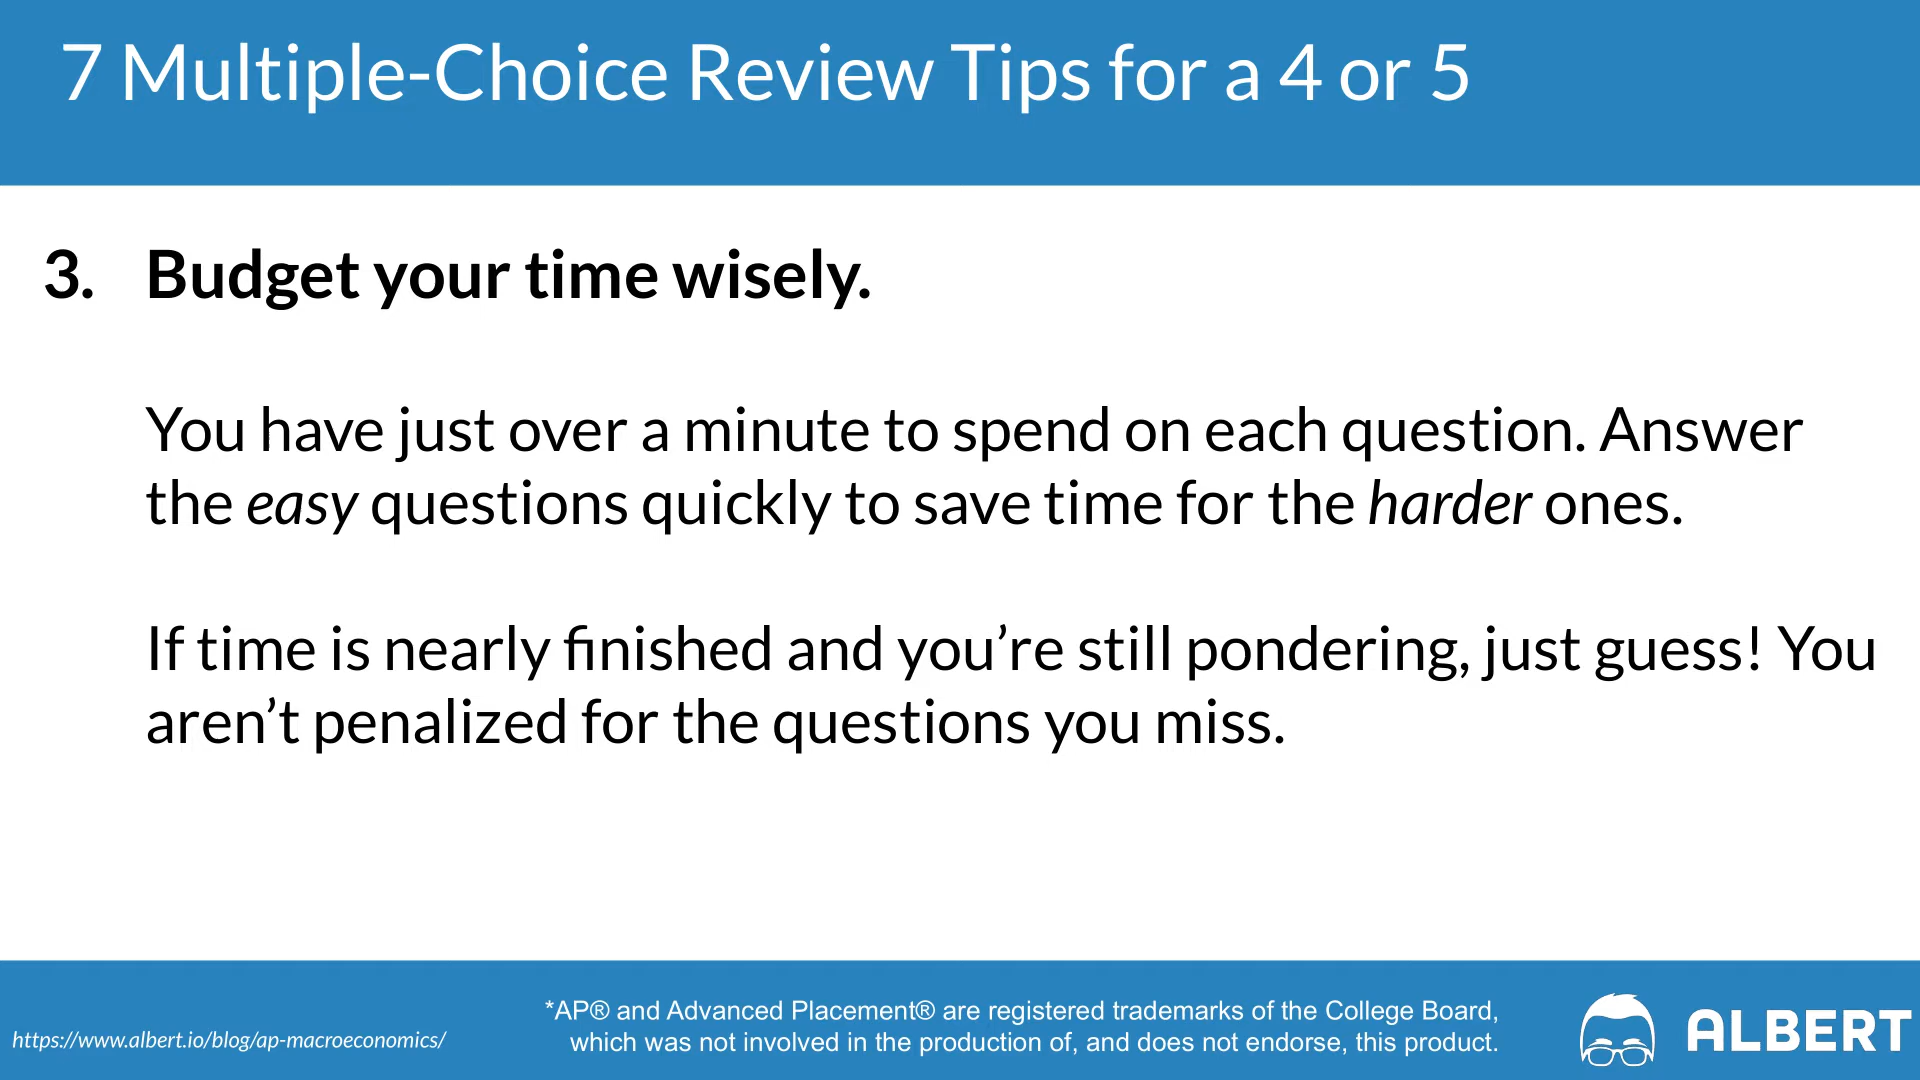 7 Multiple-Choice Review Tips for a 4 or 5
3. Budget your time wisely.
You have just over a minute to spend on each question. Answer
the easy questions quickly to save time for the harder ones.
If time is nearly finished and you’re still pondering, just guess! You
aren’t penalized for the questions you miss.
https://www.albert.io/blog/ap-macroeconomics/
*AP® and Advanced Placement® are registered trademarks of the College Board,
which was not involved in the production of, and does not endorse, this product.
ALBERT